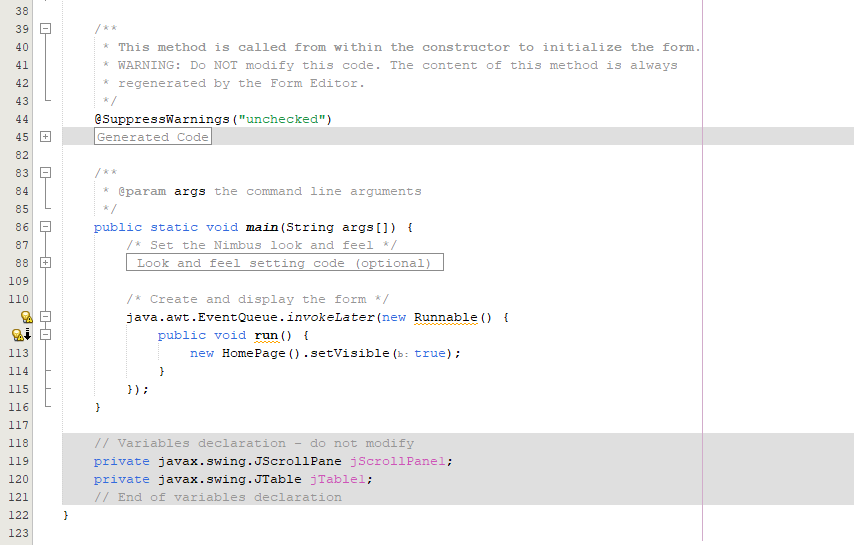 38
39 /**
40 * This method is called from within the constructor to initialize the form.
41 * WARNING: Do NOT modify this code. The content of this method is always
42 * regenerated by the Form Editor.
43 */
44 @SuppressWarnings("unchecked")
45 Generated Code
82
83 /**
84 * @param args the command line arguments
85 */
86 public static void main(String args[]) {
87 /* Set the Nimbus look and feel */
88 Look and feel setting code (optional)
109
110 /* Create and display the form */
java.awt.EventQueue.invokeLater(new Runnable() {
public void run() {
113 new HomePage().setVisible(b: true);
114 }
115 });
116 }
117
118 // Variables declaration - do not modify
119 private javax.swing.JScrollPane jScrollPane1;
120 private javax.swing.JTable jTable1;
121 // End of variables declaration
122 }
123